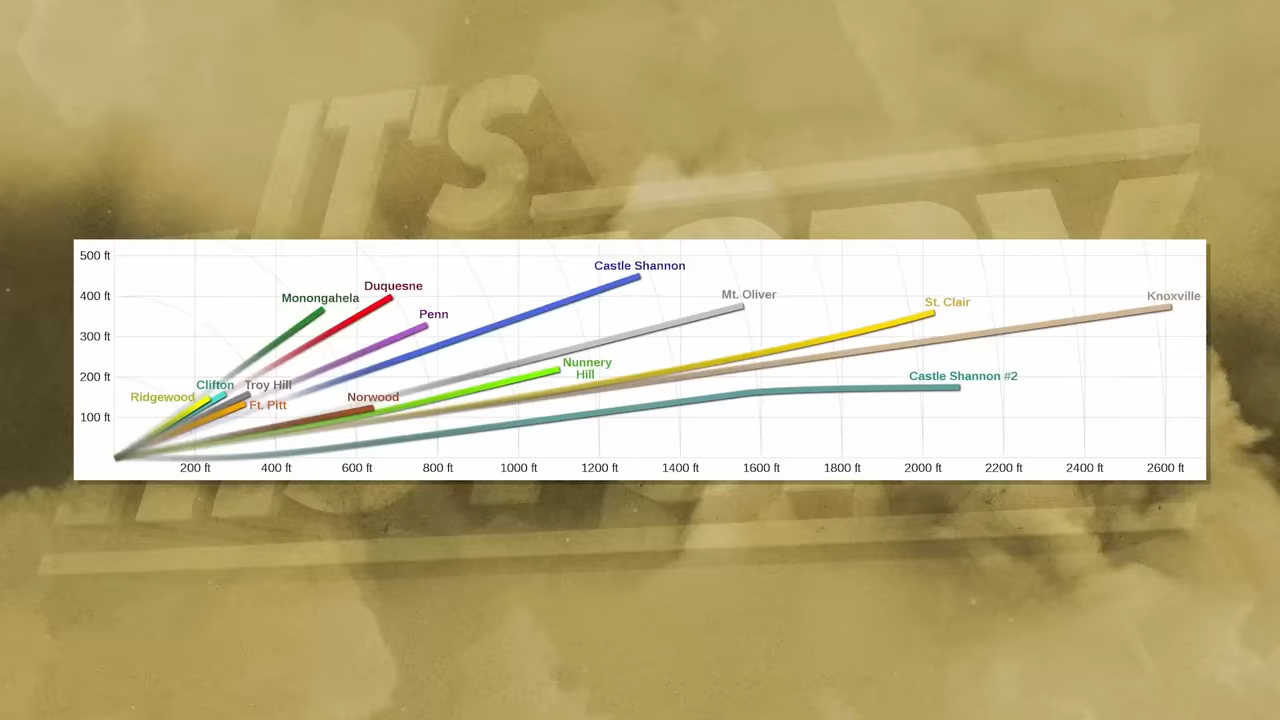 IT'S
HISTORY
500 ft
400 ft
300 ft
200 ft
100 ft
Castle Shannon
Duquesne
Monongahela
Mt. Oliver
Knoxville
St. Clair
Penn
Nunnery
Hill
Castle Shannon #2
Clifton
Troy Hill
Ridgewood
Norwood
Ft. Pitt
200 ft
400 ft
600 ft
800 ft
1000 ft
1200 ft
1400 ft
1600 ft
1800 ft
2000 ft
2200 ft
2400 ft
2600 ft